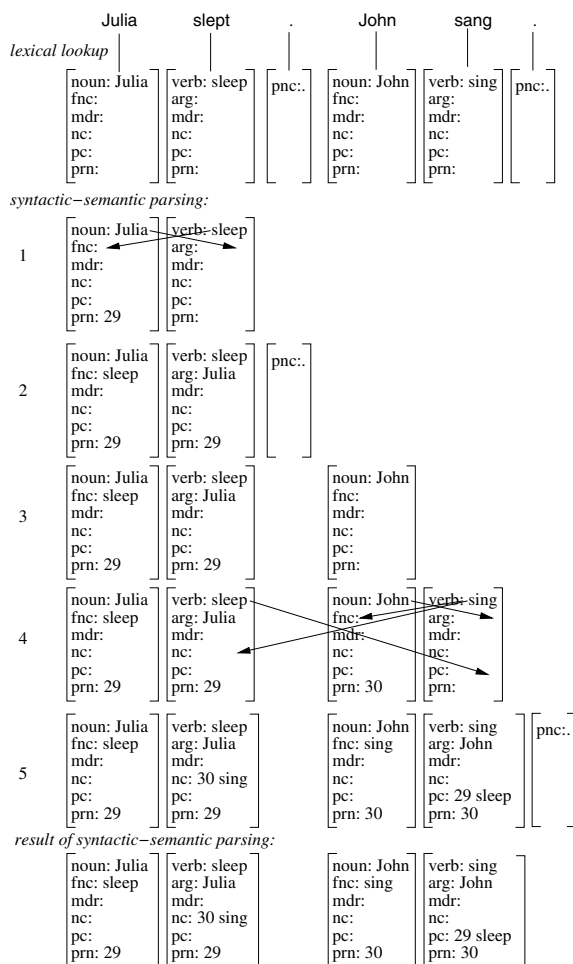 Julia slept . John sang .
lexical lookup
noun: Julia verb: sleep pnc:. noun: John verb: sing pnc:.
fnc: arg: fnc: arg:
mdr: mdr: mdr: mdr:
nc: nc: nc: nc:
pc: pc: pc: pc:
prn: prn: prn: prn:
syntactic−semantic parsing:
noun: Julia verb: sleep
1 fnc: arg:
mdr: mdr:
nc: nc:
pc: pc:
prn: 29 prn:
noun: Julia verb: sleep pnc:.
fnc: sleep arg: Julia
2 mdr: mdr:
nc: nc:
pc: pc:
prn: 29 prn: 29
noun: Julia verb: sleep noun: John
fnc: sleep arg: Julia fnc:
3 mdr: mdr: mdr:
nc: nc: nc:
pc: pc: pc:
prn: 29 prn: 29 prn:
noun: Julia verb: sleep noun: John verb: sing
fnc: sleep arg: Julia fnc: arg:
4 mdr: mdr: mdr: mdr:
nc: nc: nc: nc:
pc: pc: pc: pc:
prn: 29 prn: 29 prn: 30 prn:
noun: Julia verb: sleep noun: John verb: sing pnc:.
fnc: sleep arg: Julia fnc: sing arg: John
5 mdr: mdr: mdr: mdr:
nc: nc: 30 sing nc: nc:
pc: pc: pc: pc: 29 sleep
prn: 29 prn: 29 prn: 30 prn: 30
result of syntactic−semantic parsing:
noun: Julia verb: sleep noun: John verb: sing
fnc: sleep arg: Julia fnc: sing arg: John
mdr: mdr: mdr: mdr:
nc: nc: 30 sing nc: nc:
pc: pc: pc: pc: 29 sleep
prn: 29 prn: 29 prn: 30 prn: 30